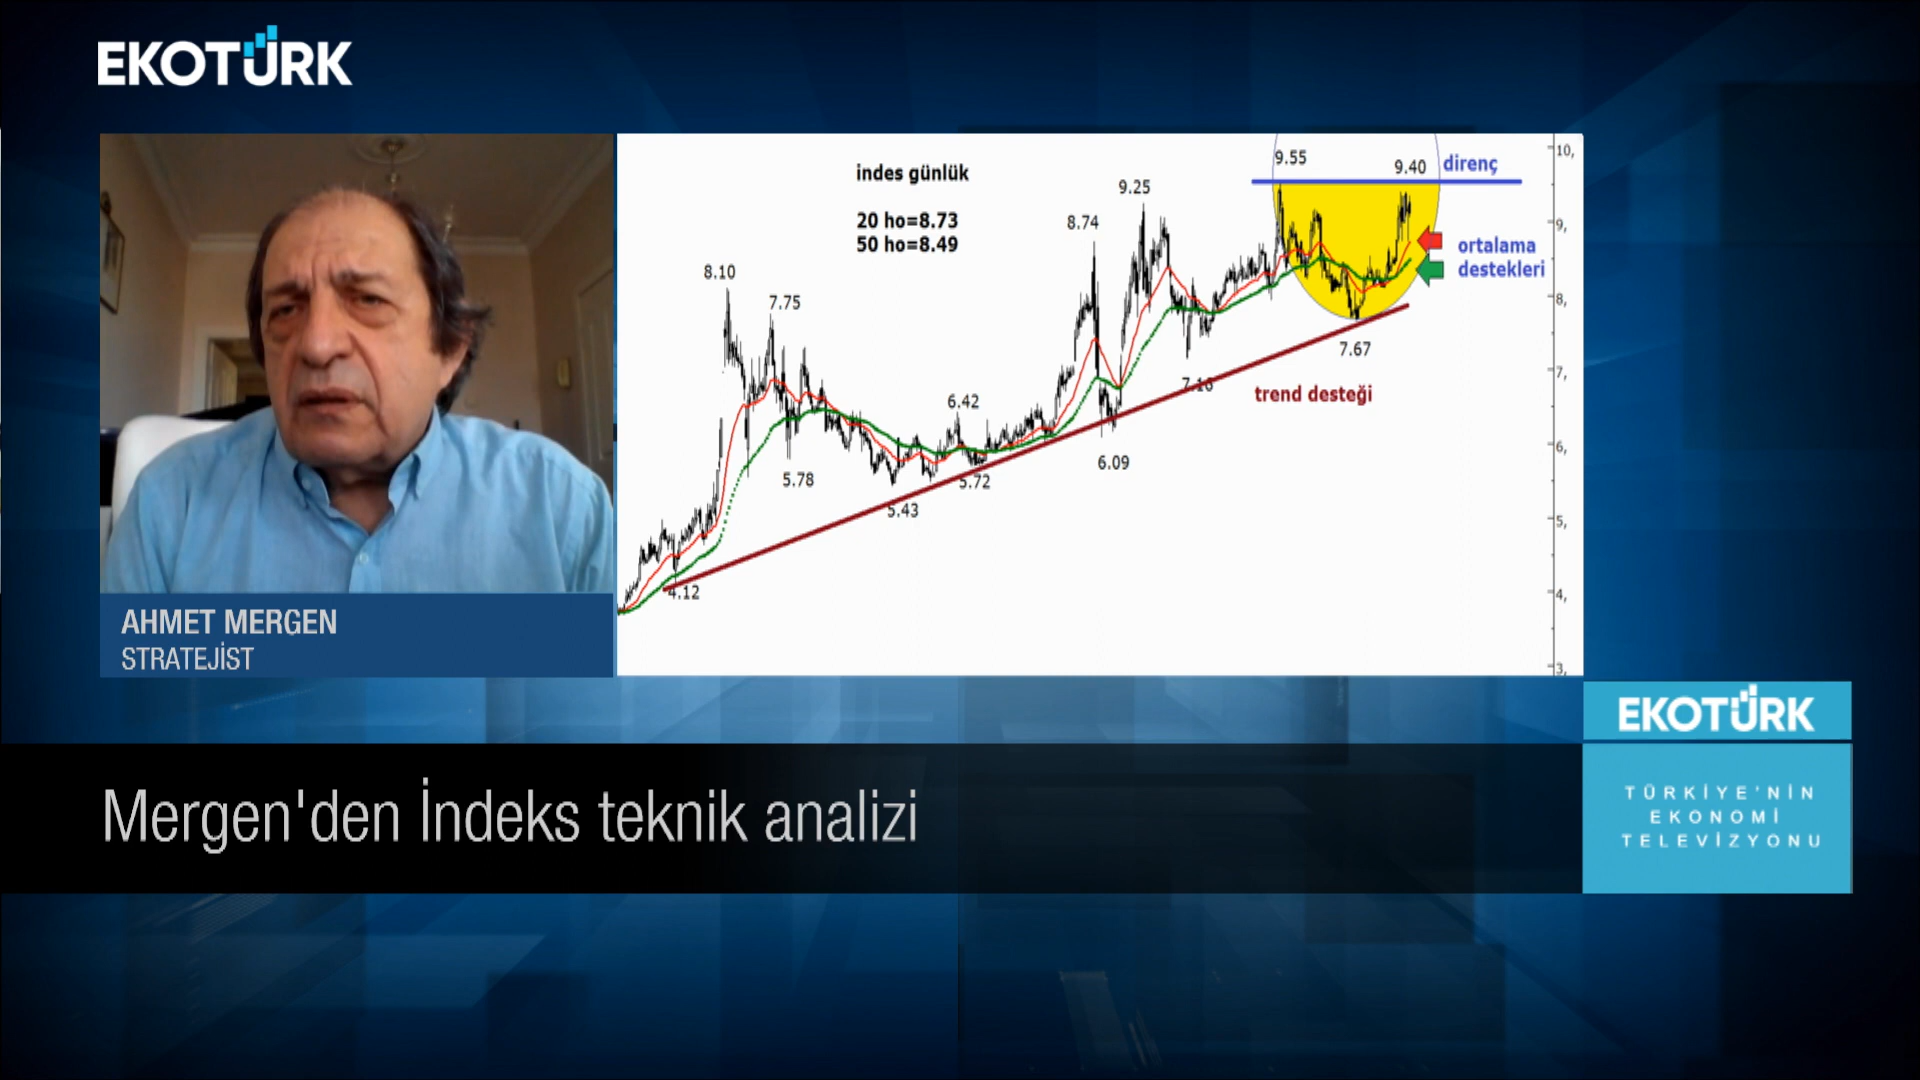 EKOTÜRK
indes günlük
20 ho=8.73
50 ho=8.49
8.10
7.75
5.78
5.43
6.42
5.72
4.12
8.74
9.25
6.09
7.16
9.55
9.40
direnç
ortalama
destekleri
7.67
trend desteği
10,
9,
8,
7,
6,
5,
4,
3,
AHMET MERGEN
STRATEJİST
EKOTÜRK
TÜRKİYE'NİN
EKONOMİ
TELEVİZYONU
Mergen'den İndeks teknik analizi